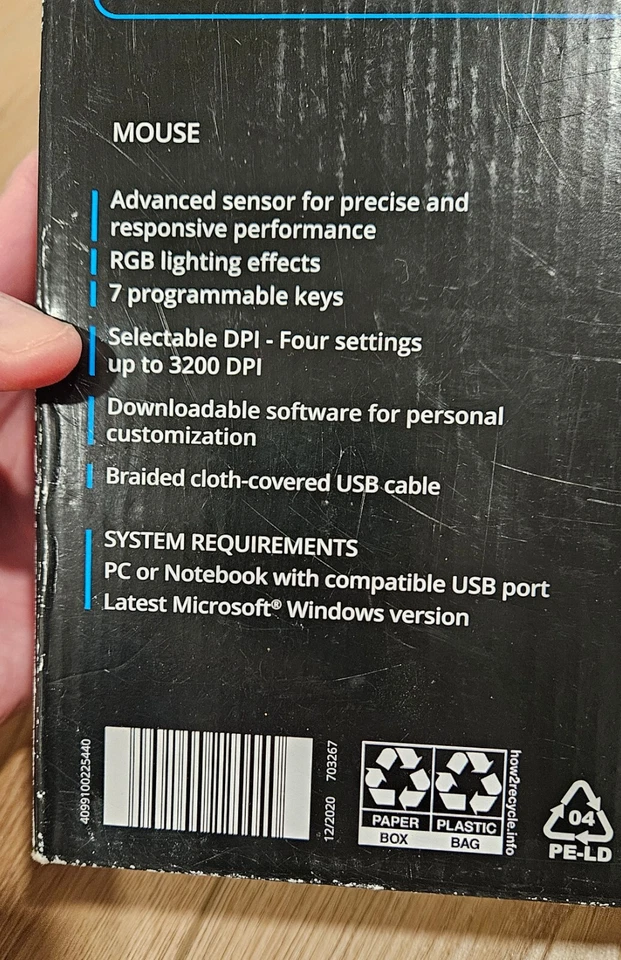 MOUSE
Advanced sensor for precise and
responsive performance
RGB lighting effects
7 programmable keys
Selectable DPI - Four settings
up to 3200 DPI
Downloadable software for personal
customization
Braided cloth-covered USB cable
SYSTEM REQUIREMENTS
PC or Notebook with compatible USB port
Latest Microsoft® Windows version
4099100225440
12/2020 703267
PAPER PLASTIC
BOX BAG
how2recycle.info
04
PE-LD